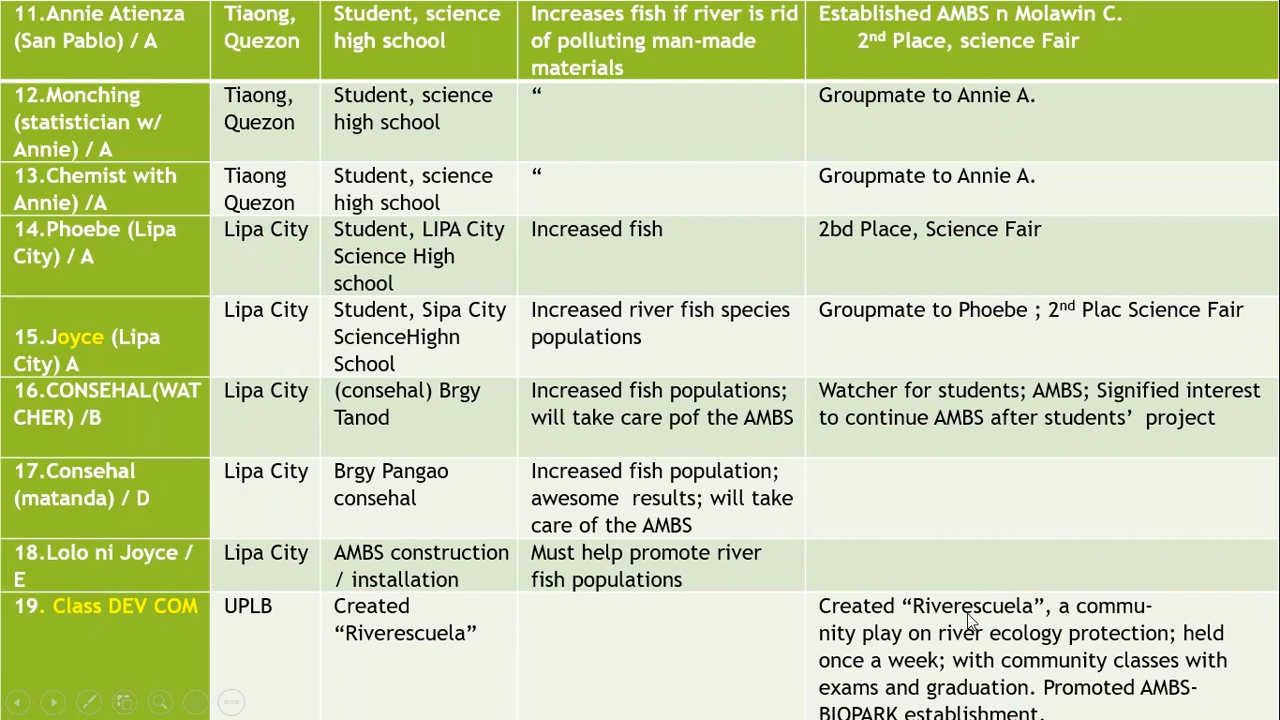 11.Annie Atienza
(San Pablo) / A
Tiaong,
Quezon
Student, science
high school
Increases fish if river is rid
of polluting man-made
materials
Established AMBS n Molawin C.
2nd Place, science Fair
12.Monching
(statistician w/
Annie) / A
Tiaong,
Quezon
Student, science
high school
“
Groupmate to Annie A.
13.Chemist with
Annie) /A
Tiaong
Quezon
Student, science
high school
“
Groupmate to Annie A.
14.Phoebe (Lipa
City) / A
Lipa City
Student, LIPA City
Science High
school
Increased fish
2bd Place, Science Fair
15.Joyce (Lipa
City) A
Lipa City
Student, Sipa City
ScienceHighn
School
Increased river fish species
populations
Groupmate to Phoebe ; 2nd Plac Science Fair
16.CONSEHAL(WAT
CHER) /B
Lipa City
(consehal) Brgy
Tanod
Increased fish populations;
will take care pof the AMBS
Watcher for students; AMBS; Signified interest
to continue AMBS after students’ project
17.Consehal
(matanda) / D
Lipa City
Brgy Pangao
consehal
Increased fish population;
awesome results; will take
care of the AMBS
18.Lolo ni Joyce /
E
Lipa City
AMBS construction
/ installation
Must help promote river
fish populations
19. Class DEV COM
UPLB
Created
“Riverescuela”
Created “Riverescuela”, a commu-
nity play on river ecology protection; held
once a week; with community classes with
exams and graduation. Promoted AMBS-
BIOPARK establishment.